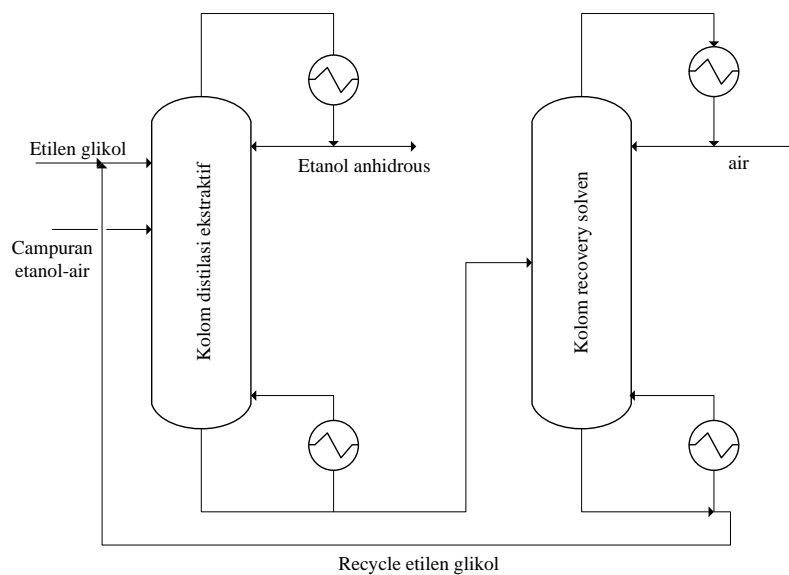 Etilen glikol
Campuran
etanol-air
Kolom distilasi ekstraktif
Etanol anhidrous
Kolom recovery solven
air
Recycle etilen glikol